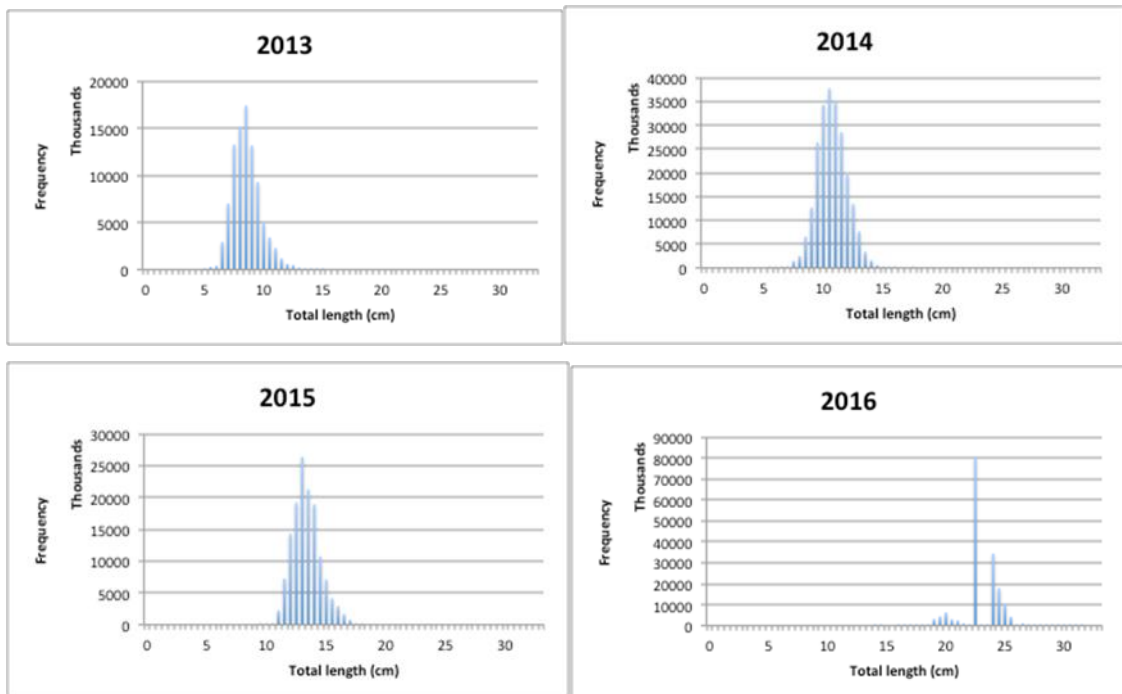 2013
20000
15000
10000
5000
0
Thousands
Frequency
0 5 10 15 20 25 30
Total length (cm)
2014
40000
35000
30000
25000
20000
15000
10000
5000
0
Thousands
Frequency
0 5 10 15 20 25 30
Total length (cm)
2015
30000
25000
20000
15000
10000
5000
0
Thousands
Frequency
0 5 10 15 20 25 30
Total length (cm)
2016
90000
80000
70000
60000
50000
40000
30000
20000
10000
0
Thousands
Frequency
0 5 10 15 20 25 30
Total length (cm)